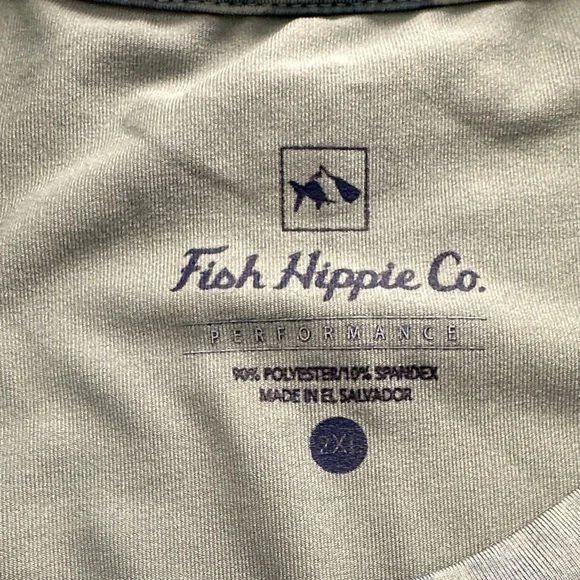 Fish Hippie Co.
PERFORMANCE
90% POLYESTER/10% SPANDEX
MADE IN EL SALVADOR
2XL